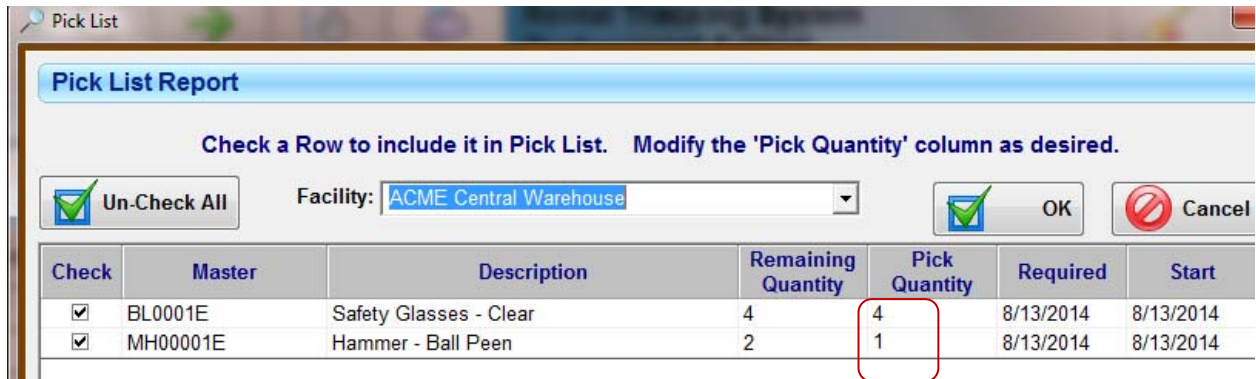 Pick List
Pick List Report
Check a Row to include it in Pick List. Modify the 'Pick Quantity' column as desired.
Un-Check All Facility: ACME Central Warehouse OK Cancel
Check Master Description Remaining Quantity Pick Quantity Required Start
BL0001E Safety Glasses - Clear 4 4 8/13/2014 8/13/2014
MH00001E Hammer - Ball Peen 2 1 8/13/2014 8/13/2014